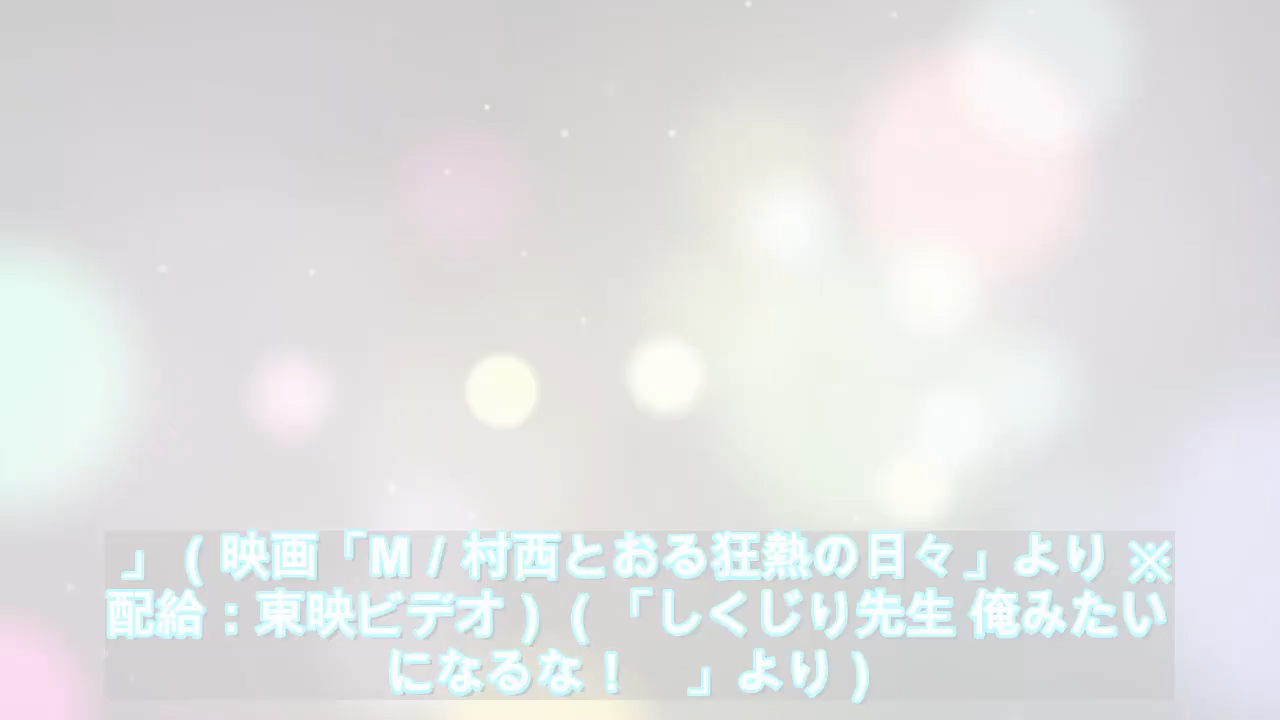 」（映画「M / 村西とおる狂熱の日々」より ※
配給：東映ビデオ）（「しくじり先生 俺みたい
になるな！　」より）